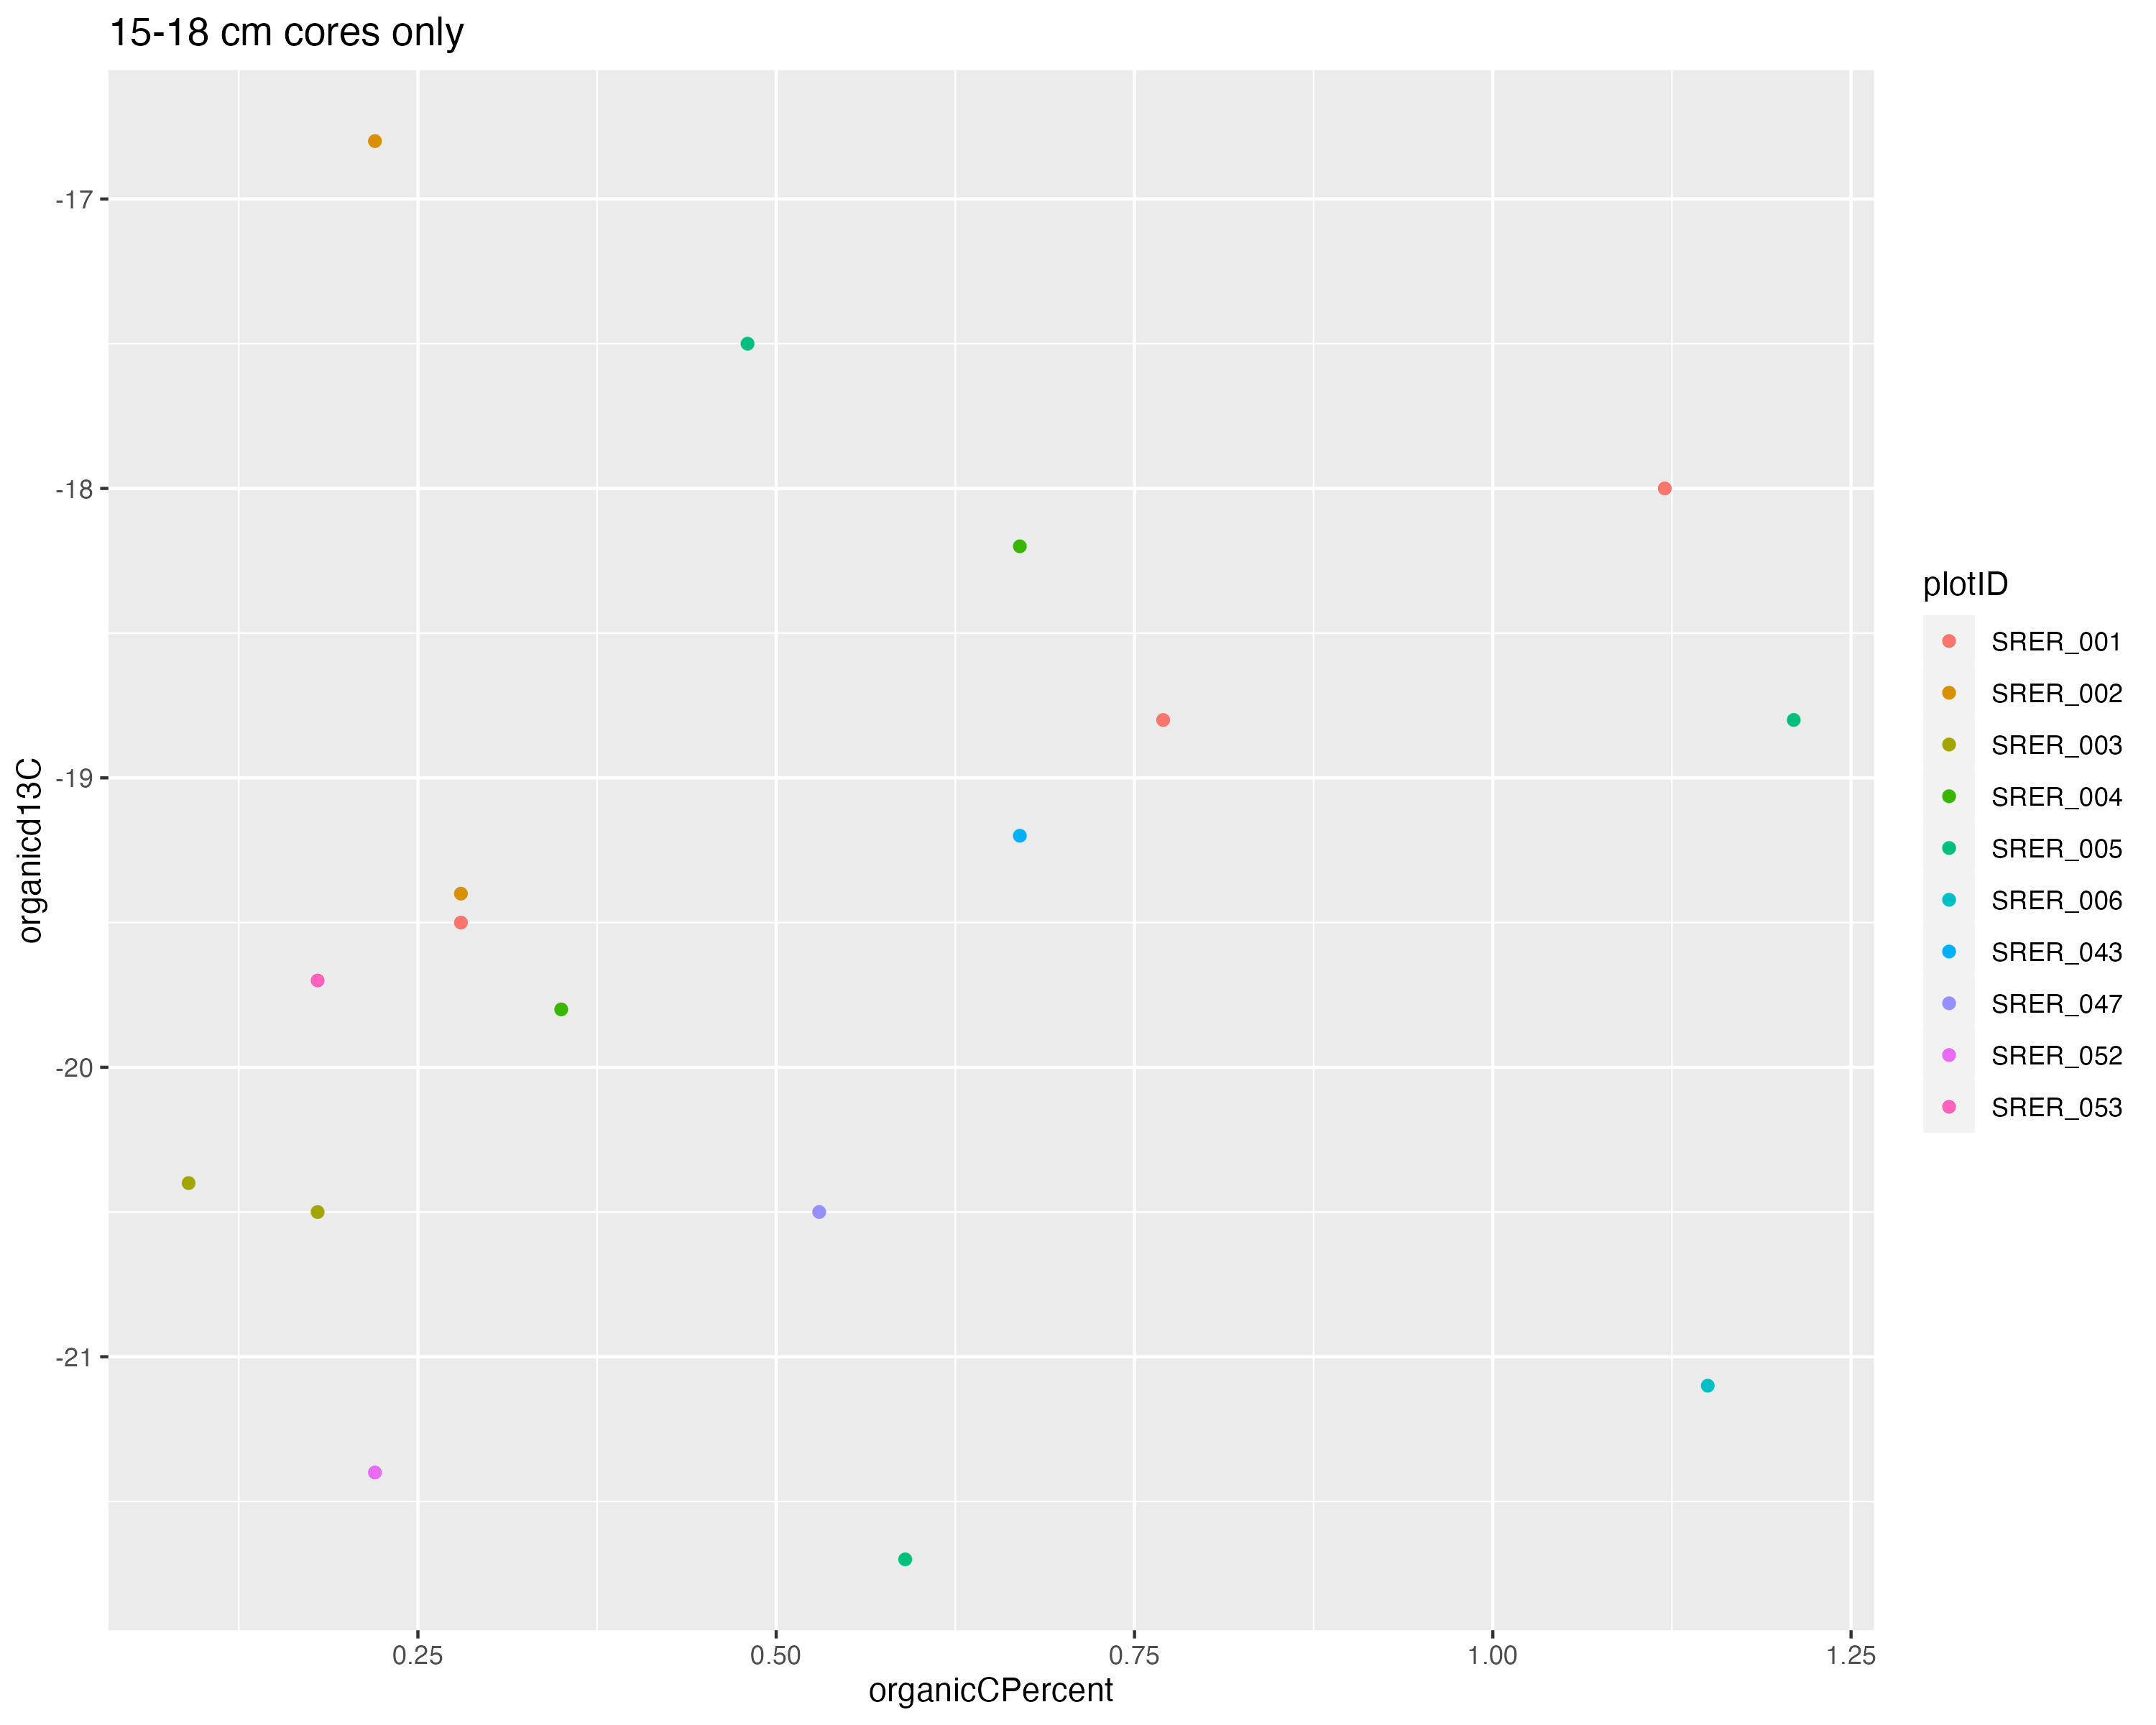 15-18 cm cores only
organicd13C
-17
-18
-19
-20
-21
0.25 0.50 0.75 1.00 1.25
organicCPercent
plotID
SRER_001
SRER_002
SRER_003
SRER_004
SRER_005
SRER_006
SRER_043
SRER_047
SRER_052
SRER_053